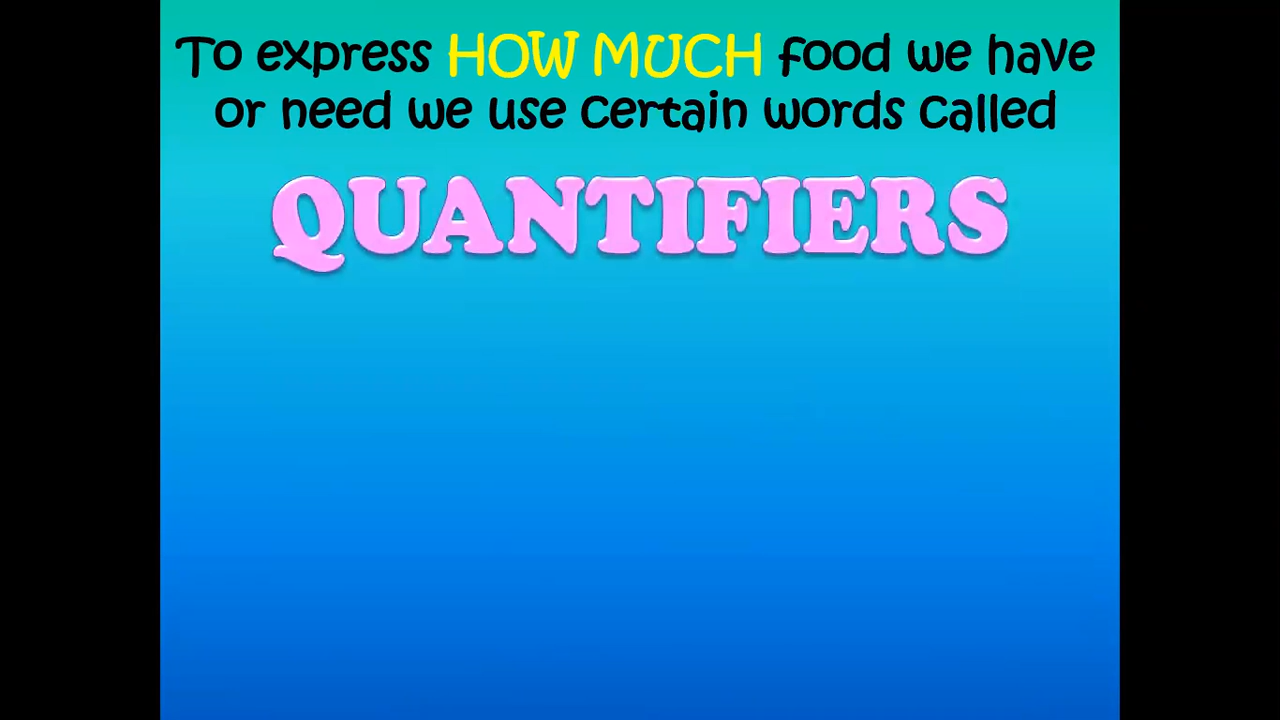 To express HOW MUCH food we have
or need we use certain words called
QUANTIFIERS